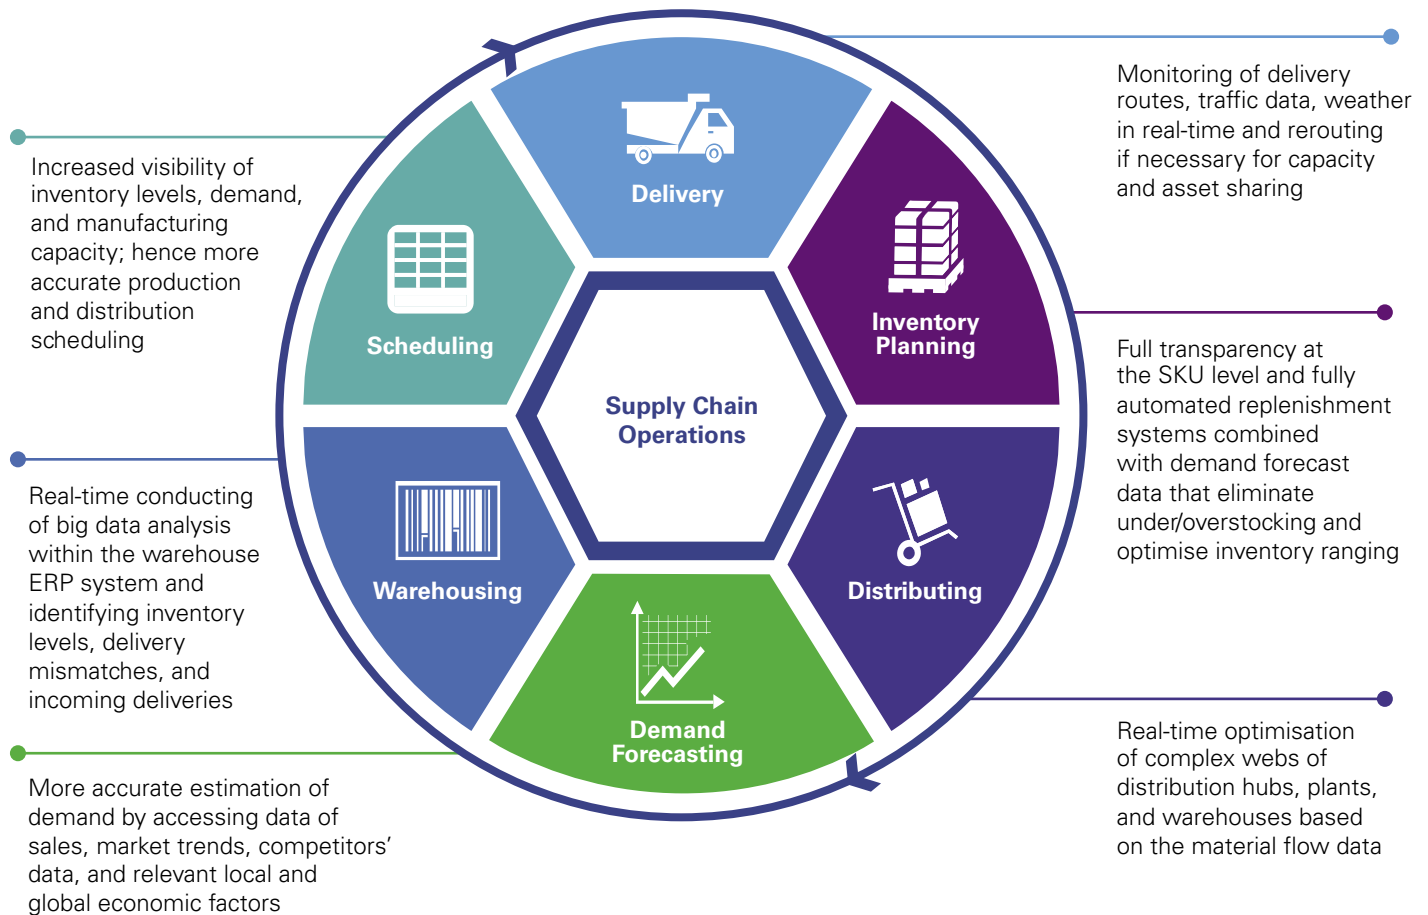 Delivery
Monitoring of delivery
routes, traffic data, weather
in real-time and rerouting
if necessary for capacity
and asset sharing
Inventory
Planning
Full transparency at
the SKU level and fully
automated replenishment
systems combined
with demand forecast
data that eliminate
under/overstocking and
optimise inventory ranging
Distributing
Real-time optimisation
of complex webs of
distribution hubs, plants,
and warehouses based
on the material flow data
Demand
Forecasting
More accurate estimation of
demand by accessing data of
sales, market trends, competitors’
data, and relevant local and
global economic factors
Warehousing
Real-time conducting
of big data analysis
within the warehouse
ERP system and
identifying inventory
levels, delivery
mismatches, and
incoming deliveries
Scheduling
Increased visibility of
inventory levels, demand,
and manufacturing
capacity; hence more
accurate production
and distribution
scheduling
Supply Chain
Operations